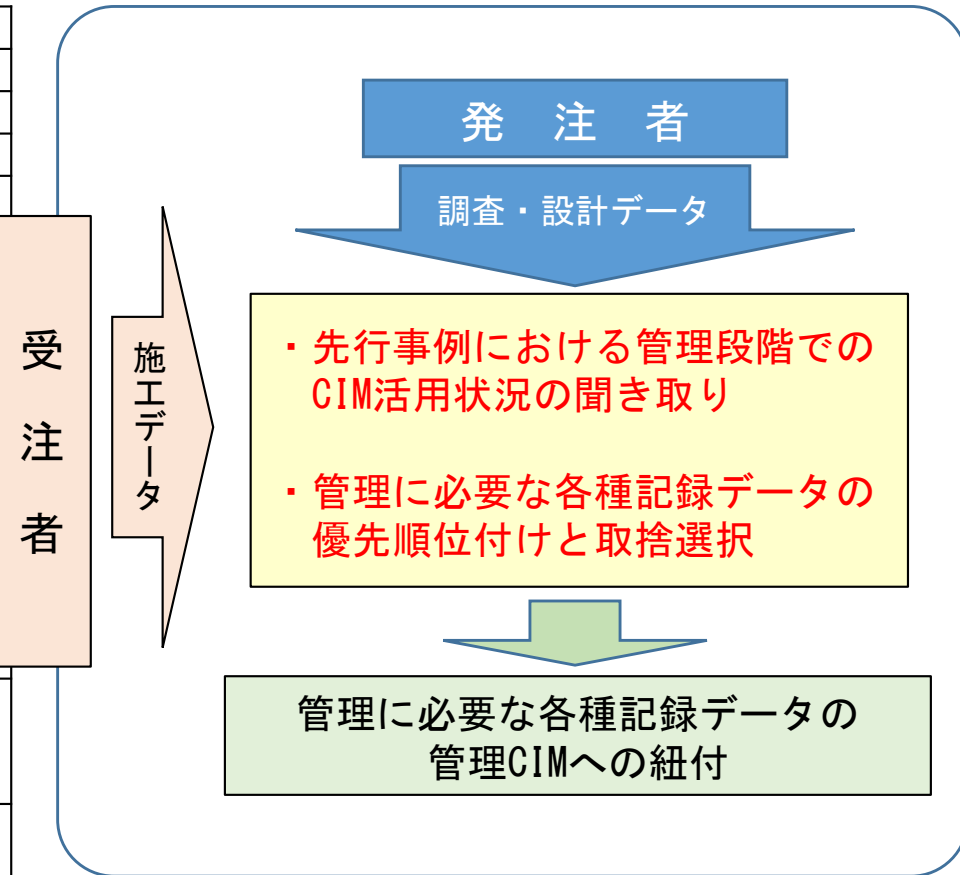 発 注 者
調査・設計データ
受注者
施工データ
・先行事例における管理段階での
CIM活用状況の聞き取り
・管理に必要な各種記録データの
優先順位付けと取捨選択
管理に必要な各種記録データの
管理CIMへの紐付